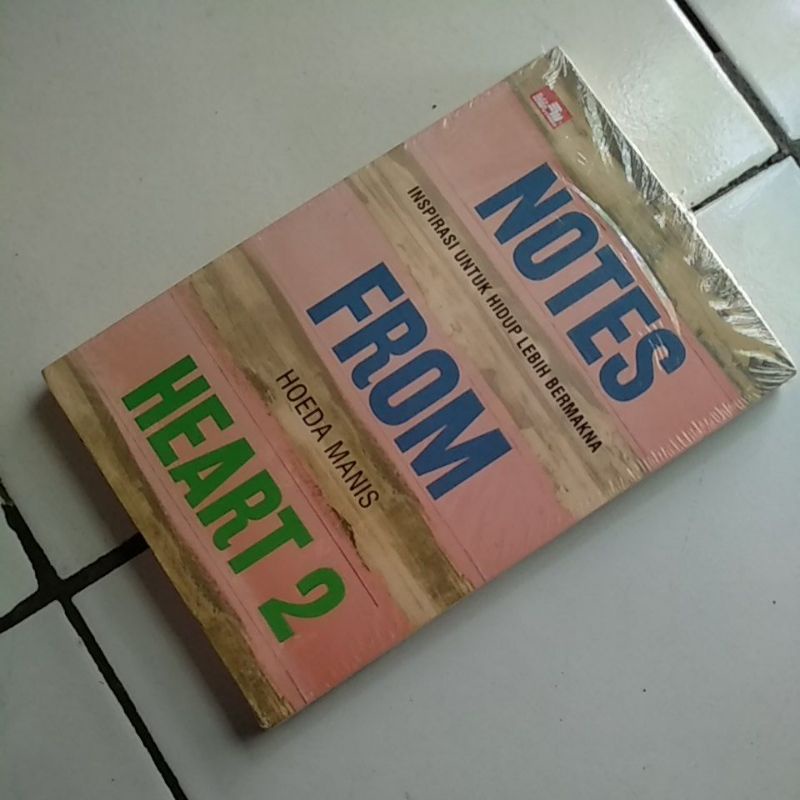 NOTES
INSPIRASI UNTUK HIDUP LEBIH BERMAKNA
FROM
HOEDA MANIS
HEART 2